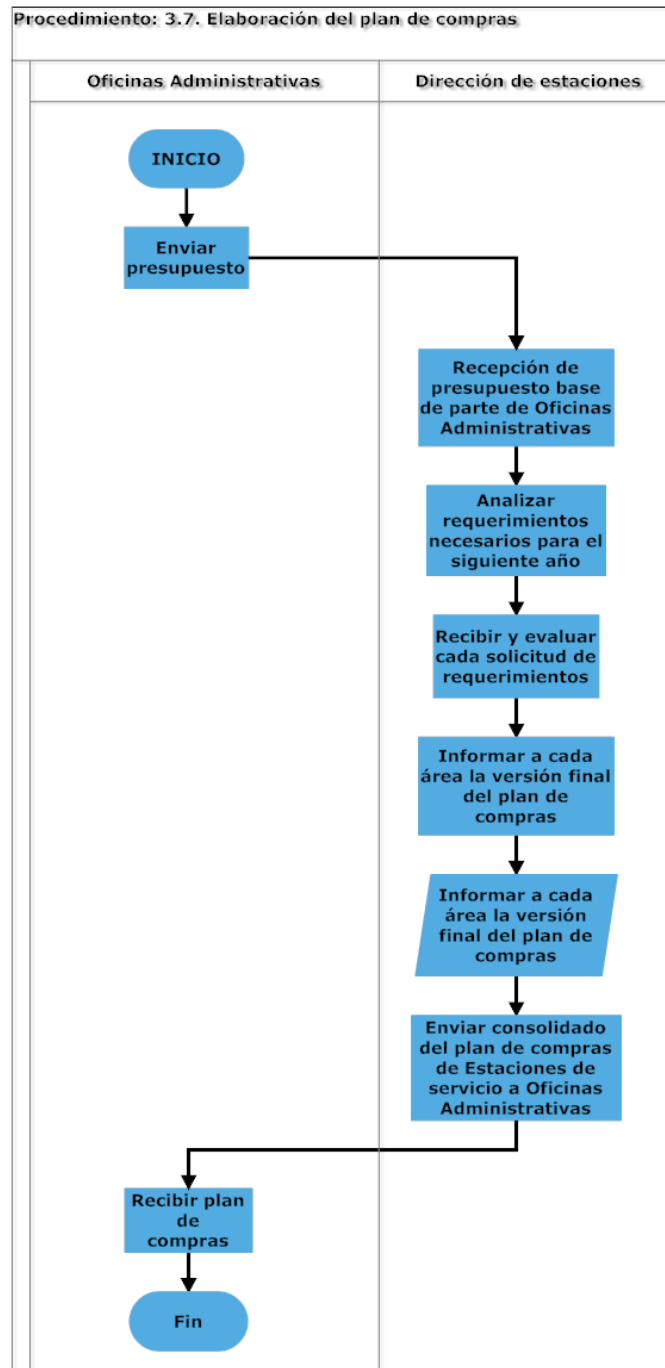 Procedimiento: 3.7. Elaboración del plan de compras
Oficinas Administrativas
Dirección de estaciones
INICIO
Enviar
presupuesto
Recepción de
presupuesto base
de parte de Oficinas
Administrativas
Analizar
requerimientos
necesarios para el
siguiente año
Recibir y evaluar
cada solicitud de
requerimientos
Informar a cada
área la versión final
del plan de
compras
Informar a cada
área la versión
final del plan de
compras
Enviar consolidado
del plan de compras
de Estaciones de
servicio a Oficinas
Administrativas
Recibir plan
de
compras
Fin